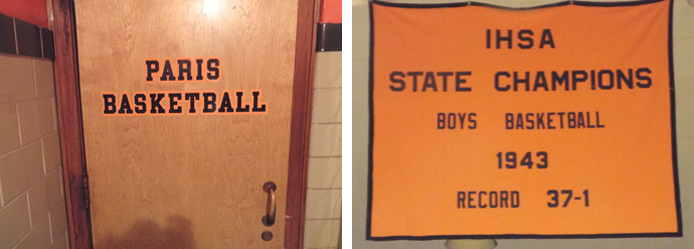 PARIS
BASKETBALL
IHSA
STATE CHAMPIONS
BOYS BASKETBALL
1943
RECORD 37-1